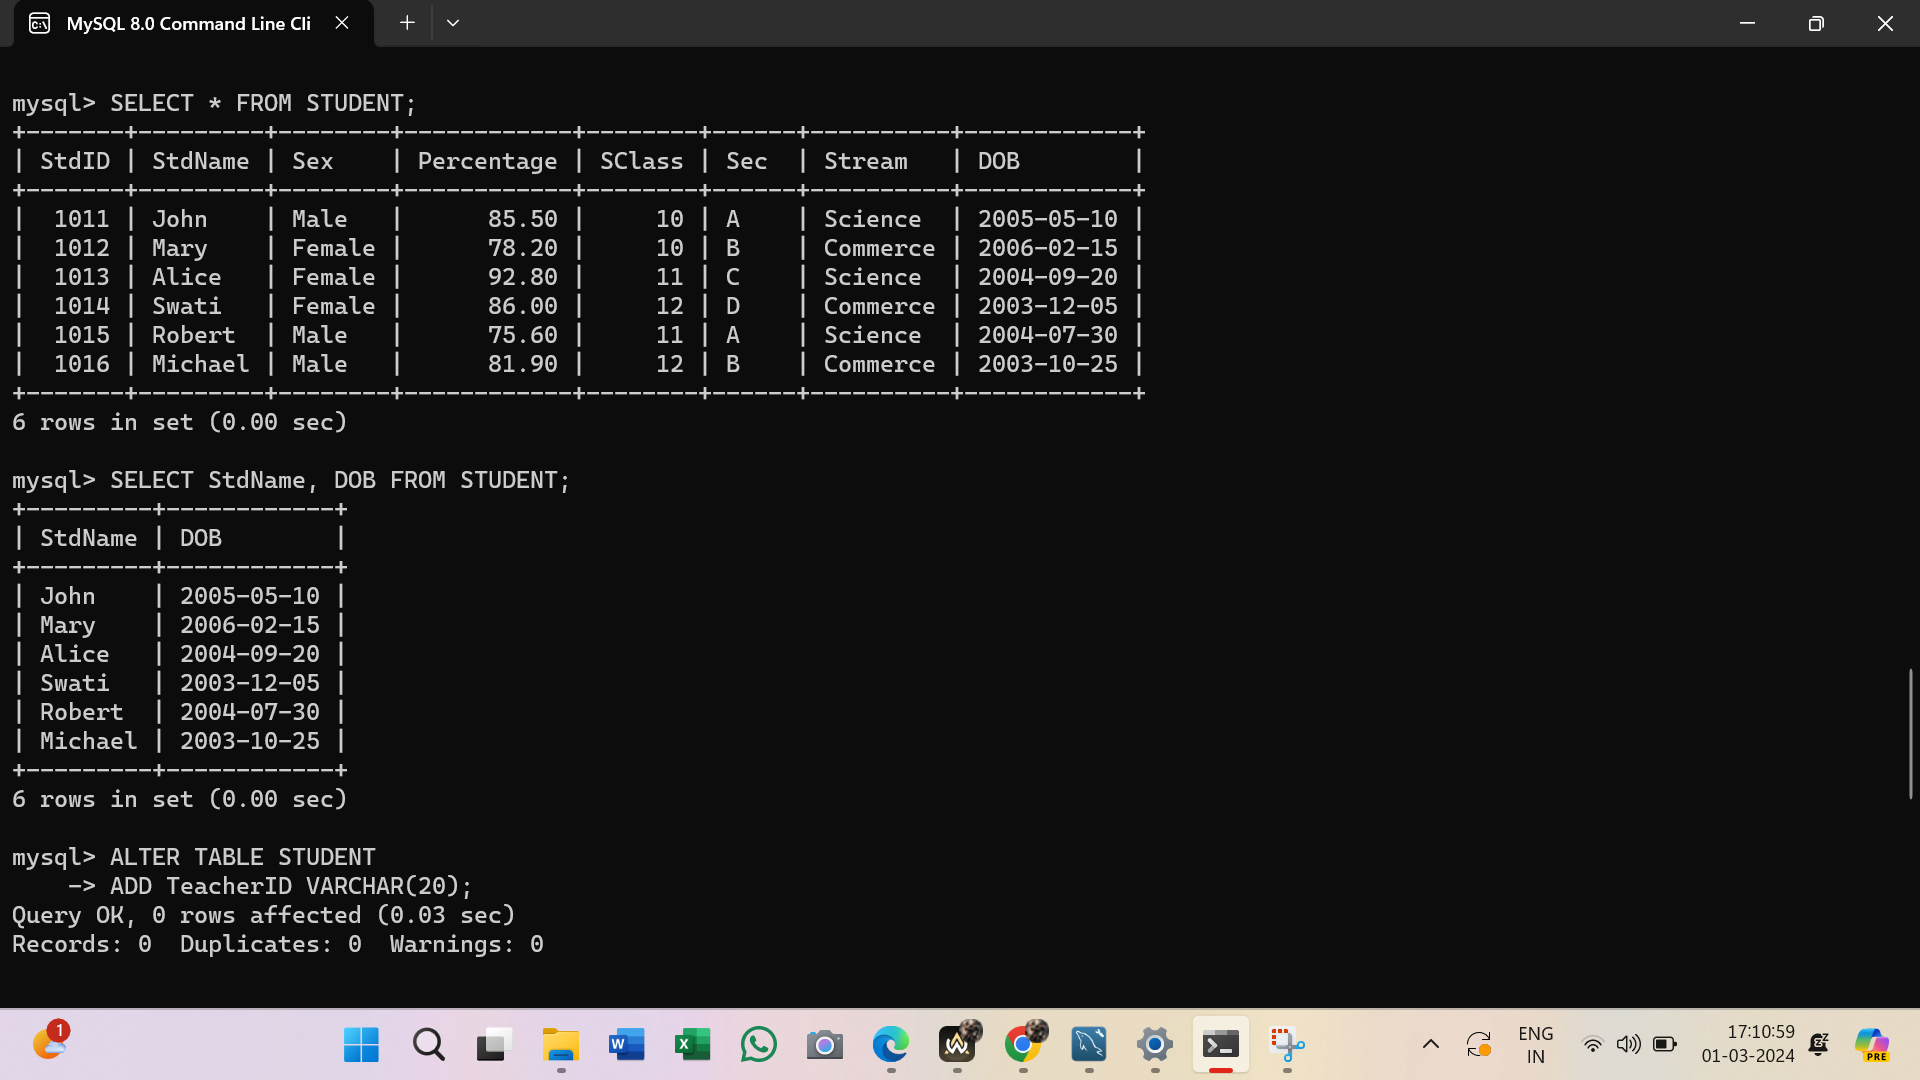 MySQL 8.0 Command Line Cli
mysql> SELECT * FROM STUDENT;
+-------+---------+--------+------------+--------+------+----------+------------+
| StdID | StdName | Sex    | Percentage | SClass | Sec  | Stream   | DOB        |
+-------+---------+--------+------------+--------+------+----------+------------+
|  1011 | John    | Male   |      85.50 |     10 | A    | Science  | 2005-05-10 |
|  1012 | Mary    | Female |      78.20 |     10 | B    | Commerce | 2006-02-15 |
|  1013 | Alice   | Female |      92.80 |     11 | C    | Science  | 2004-09-20 |
|  1014 | Swati   | Female |      86.00 |     12 | D    | Commerce | 2003-12-05 |
|  1015 | Robert  | Male   |      75.60 |     11 | A    | Science  | 2004-07-30 |
|  1016 | Michael | Male   |      81.90 |     12 | B    | Commerce | 2003-10-25 |
+-------+---------+--------+------------+--------+------+----------+------------+
6 rows in set (0.00 sec)
mysql> SELECT StdName, DOB FROM STUDENT;
+---------+------------+
| StdName | DOB        |
+---------+------------+
| John    | 2005-05-10 |
| Mary    | 2006-02-15 |
| Alice   | 2004-09-20 |
| Swati   | 2003-12-05 |
| Robert  | 2004-07-30 |
| Michael | 2003-10-25 |
+---------+------------+
6 rows in set (0.00 sec)
mysql> ALTER TABLE STUDENT
    -> ADD TeacherID VARCHAR(20);
Query OK, 0 rows affected (0.03 sec)
Records: 0  Duplicates: 0  Warnings: 0
1
ENG
IN
17:10:59
01-03-2024
PRE